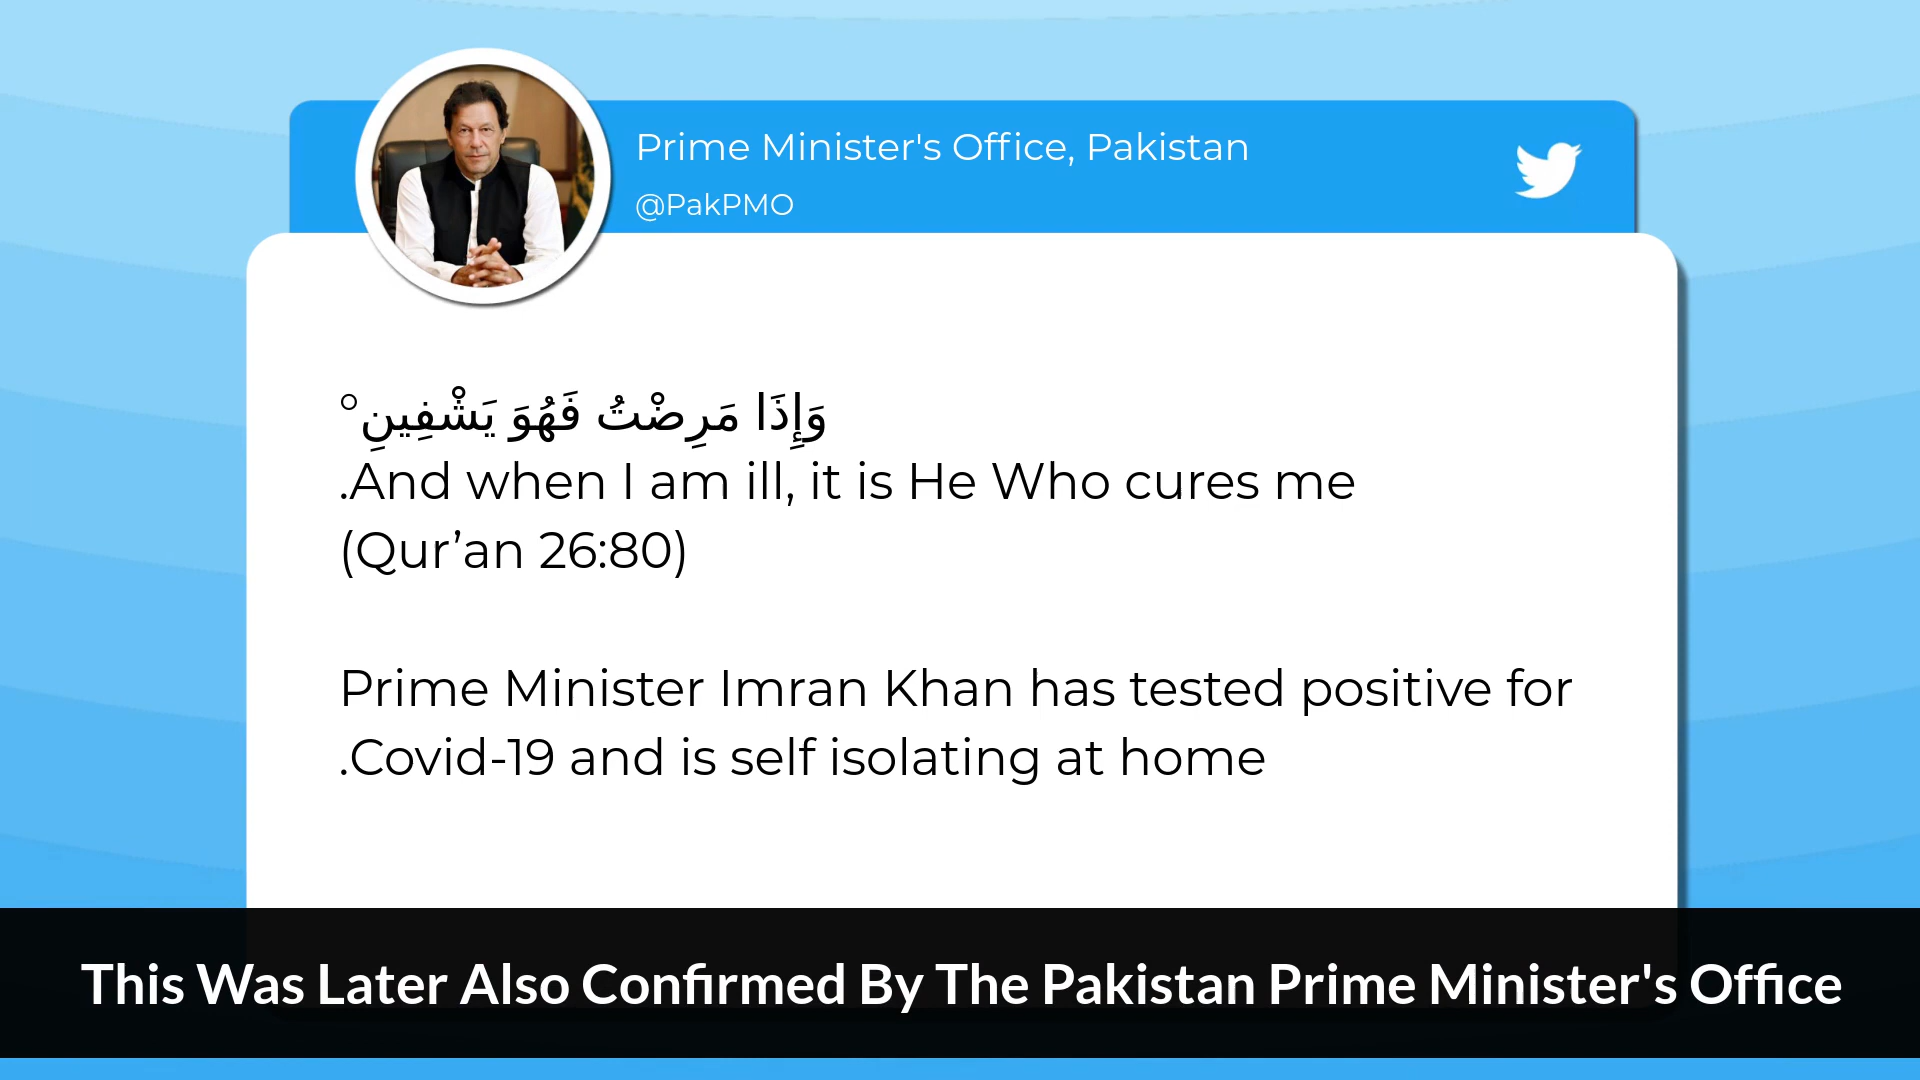 Prime Minister's Office, Pakistan
@PakPMO
وَإِذَا مَرِضْتُ فَهُوَ يَشْفِينِ°
.And when I am ill, it is He Who cures me
(Qur’an 26:80)
Prime Minister Imran Khan has tested positive for
.Covid-19 and is self isolating at home
This Was Later Also Confirmed By The Pakistan Prime Minister's Office